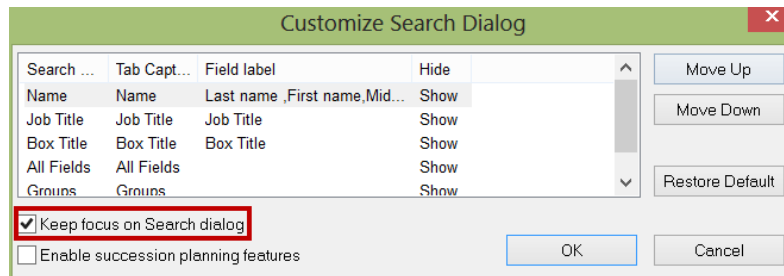 Customize Search Dialog
Search ... Tab Capt... Field label Hide
Name Name Last name ,First name,Mid... Show
Job Title Job Title Job Title Show
Box Title Box Title Box Title Show
All Fields All Fields Show
Groups Groups Show
Move Up
Move Down
Restore Default
Keep focus on Search dialog
Enable succession planning features
OK Cancel